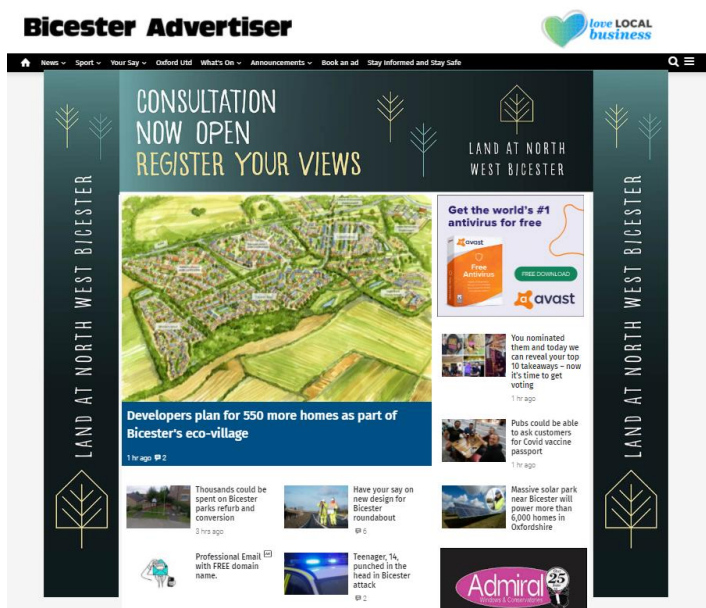 Bicester Advertiser
love LOCAL
business
News
Sport
Your Say
Oxford Utd
What's On
Announcements
Book an ad
Stay Informed and Stay Safe
CONSULTATION
NOW OPEN
REGISTER YOUR VIEWS
LAND AT NORTH
WEST BICESTER
LAND AT NORTH WEST BICESTER
LAND AT NORTH WEST BICESTER
Get the world's #1
antivirus for free
avast
Free
Antivirus
FREE DOWNLOAD
avast
Developers plan for 550 more homes as part of
Bicester's eco-village
1 hr ago 2
You nominated
them and today we
can reveal your top
10 takeaways – now
it's time to get
voting
1 hr ago
Pubs could be able
to ask customers
for Covid vaccine
passport
1 hr ago
Thousands could be
spent on Bicester
parks refurb and
conversion
3 hrs ago
Have your say on
new design for
Bicester
roundabout
6
Massive solar park
near Bicester will
power more than
6,000 homes in
Oxfordshire
Professional Email
with FREE domain
name.
Teenager, 14,
punched in the
head in Bicester
attack
2
Admiral
25
Windows & Conservatories